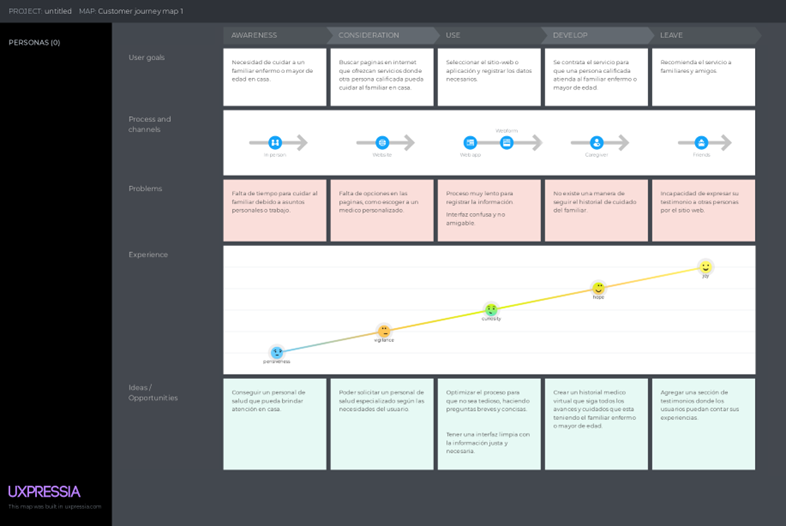 PROJECT: untitled MAP: Customer journey map 1
PERSONAS (0)
AWARENESS
CONSIDERATION
USE
DEVELOP
LEAVE
User goals
Necesidad de cuidar a un
familiar enfermo o mayor de
edad en casa.
Buscar paginas en internet
que ofrezcan servicios donde
otra persona calificada pueda
cuidar al familiar en casa.
Seleccionar el sitio-web o
aplicación y registrar los datos
necesarios.
Se contrata el servicio para
que una persona calificada
atienda al familiar enfermo o
mayor de edad.
Recomienda el servicio a
familiares y amigos.
Process and
channels
In person
Website
Web app
Webform
Caregiver
Friends
Problems
Falta de tiempo para cuidar al
familiar debido a asuntos
personales o trabajo.
Falta de opciones en las
paginas, como escoger a un
medico personalizado.
Proceso muy lento para
registrar la información
Interfaz confusa y no
amigable.
No existe una manera de
seguir el historial de cuidado
del familiar.
Incapacidad de expresar su
testimonio a otras personas
por el sitio web.
Experience
pensiveness
vigilance
curiosity
hope
joy
Ideas /
Opportunities
Conseguir un personal de
salud que pueda brindar
atención en casa.
Poder solicitar un personal de
salud especializado según las
necesidades del usuario.
Optimizar el proceso para
que no sea tedioso, haciendo
preguntas breves y concisas.
Tener una interfaz limpia con
la información justa y
necesaria.
Crear un historial medico
virtual que siga todos los
avances y cuidados que esta
teniendo el familiar enfermo
o mayor de edad.
Agregar una sección de
testimonios donde los
usuarios puedan contar sus
experiencias.
UXPRESSIA
This map was built in uxpressia.com